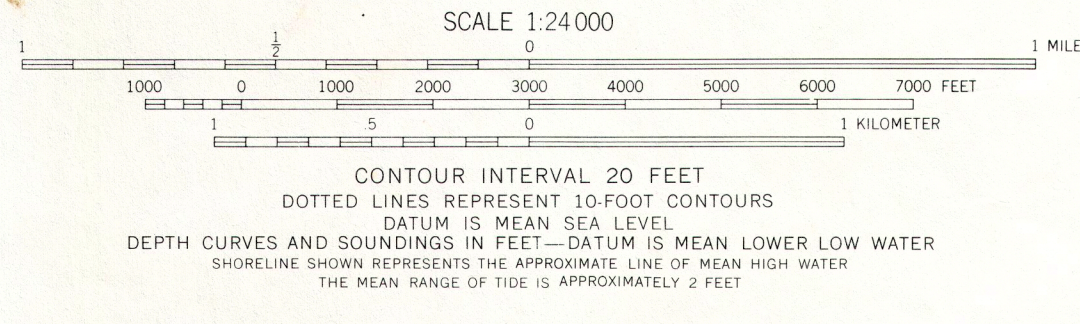 SCALE 1:24 000
1 1/2 0 1 MILE
1000 0 1000 2000 3000 4000 5000 6000 7000 FEET
1 .5 0 1 KILOMETER
CONTOUR INTERVAL 20 FEET
DOTTED LINES REPRESENT 10-FOOT CONTOURS
DATUM IS MEAN SEA LEVEL
DEPTH CURVES AND SOUNDINGS IN FEET—DATUM IS MEAN LOWER LOW WATER
SHORELINE SHOWN REPRESENTS THE APPROXIMATE LINE OF MEAN HIGH WATER
THE MEAN RANGE OF TIDE IS APPROXIMATELY 2 FEET